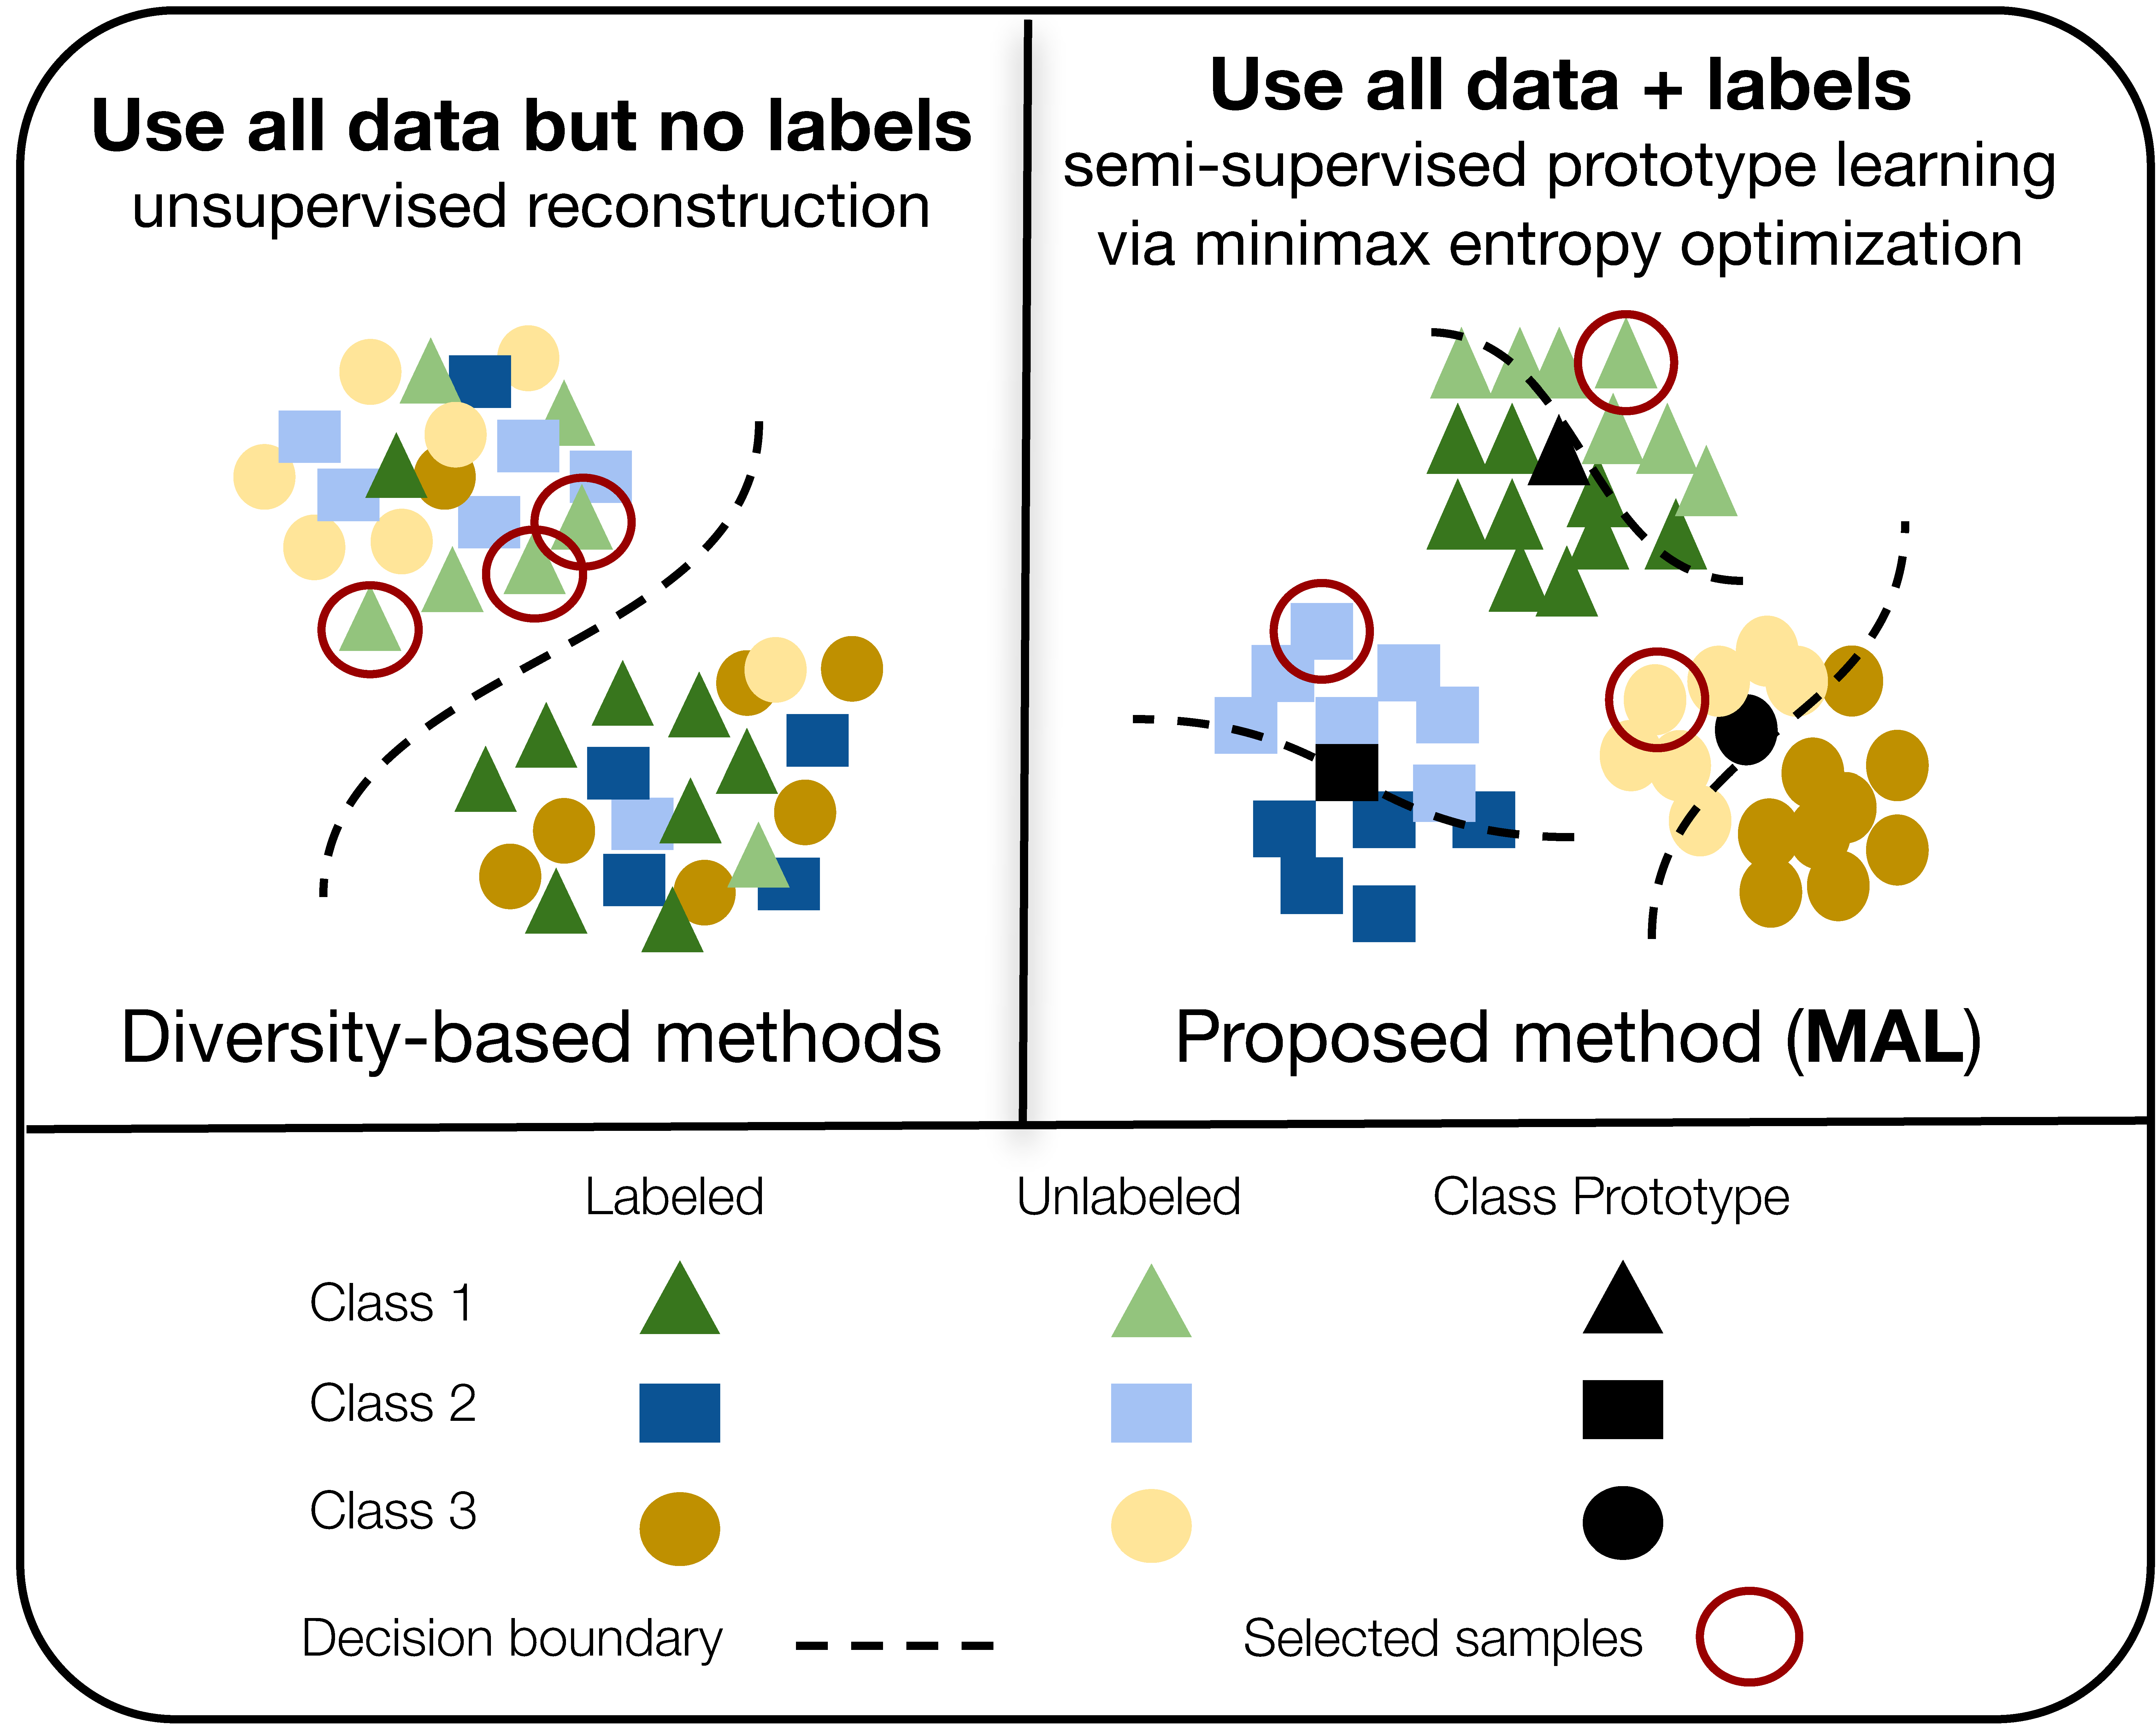 Use all data but no labels
unsupervised reconstruction
Use all data + labels
semi-supervised prototype learning
via minimax entropy optimization
Diversity-based methods
Proposed method (MAL)
Labeled
Unlabeled
Class Prototype
Class 1
Class 2
Class 3
Decision boundary
Selected samples